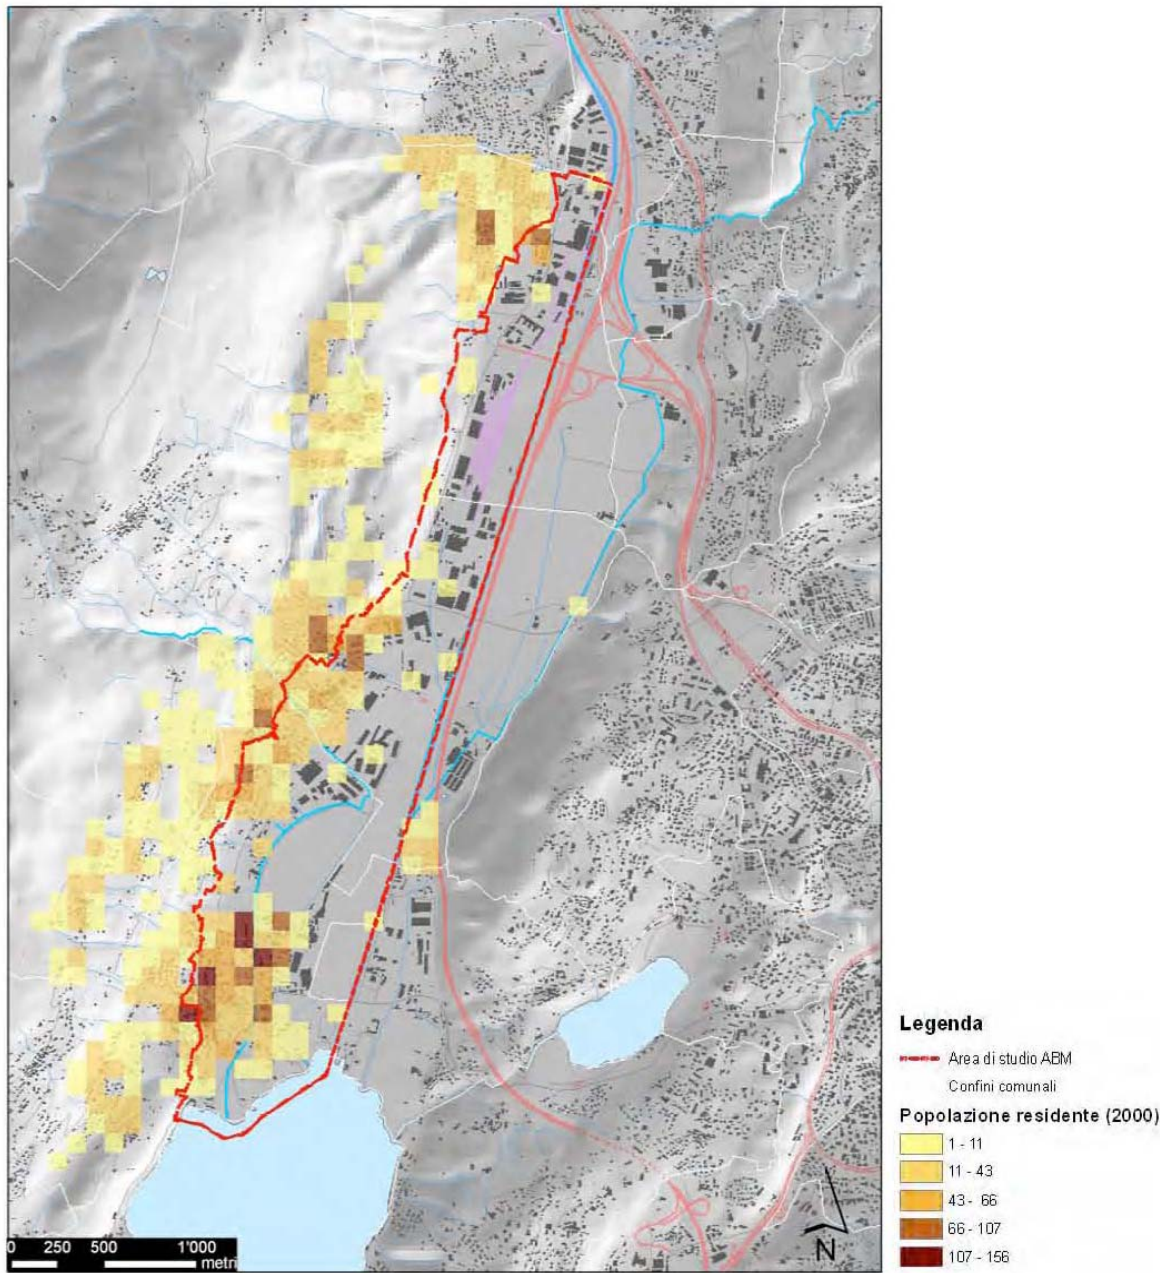 Legenda
Area di studio ABM
Confini comunali
Popolazione residente (2000)
1 - 11
11 - 43
43 - 66
66 - 107
107 - 156
0 250 500 1'000
metri
N